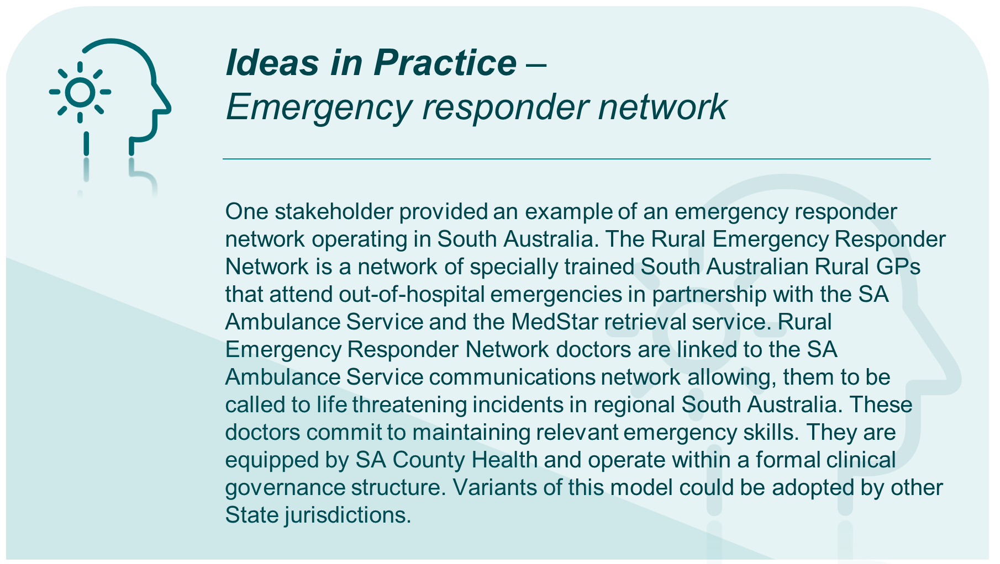 Ideas in Practice –
Emergency responder network
One stakeholder provided an example of an emergency responder
network operating in South Australia. The Rural Emergency Responder
Network is a network of specially trained South Australian Rural GPs
that attend out-of-hospital emergencies in partnership with the SA
Ambulance Service and the MedStar retrieval service. Rural
Emergency Responder Network doctors are linked to the SA
Ambulance Service communications network allowing, them to be
called to life threatening incidents in regional South Australia. These
doctors commit to maintaining relevant emergency skills. They are
equipped by SA County Health and operate within a formal clinical
governance structure. Variants of this model could be adopted by other
State jurisdictions.